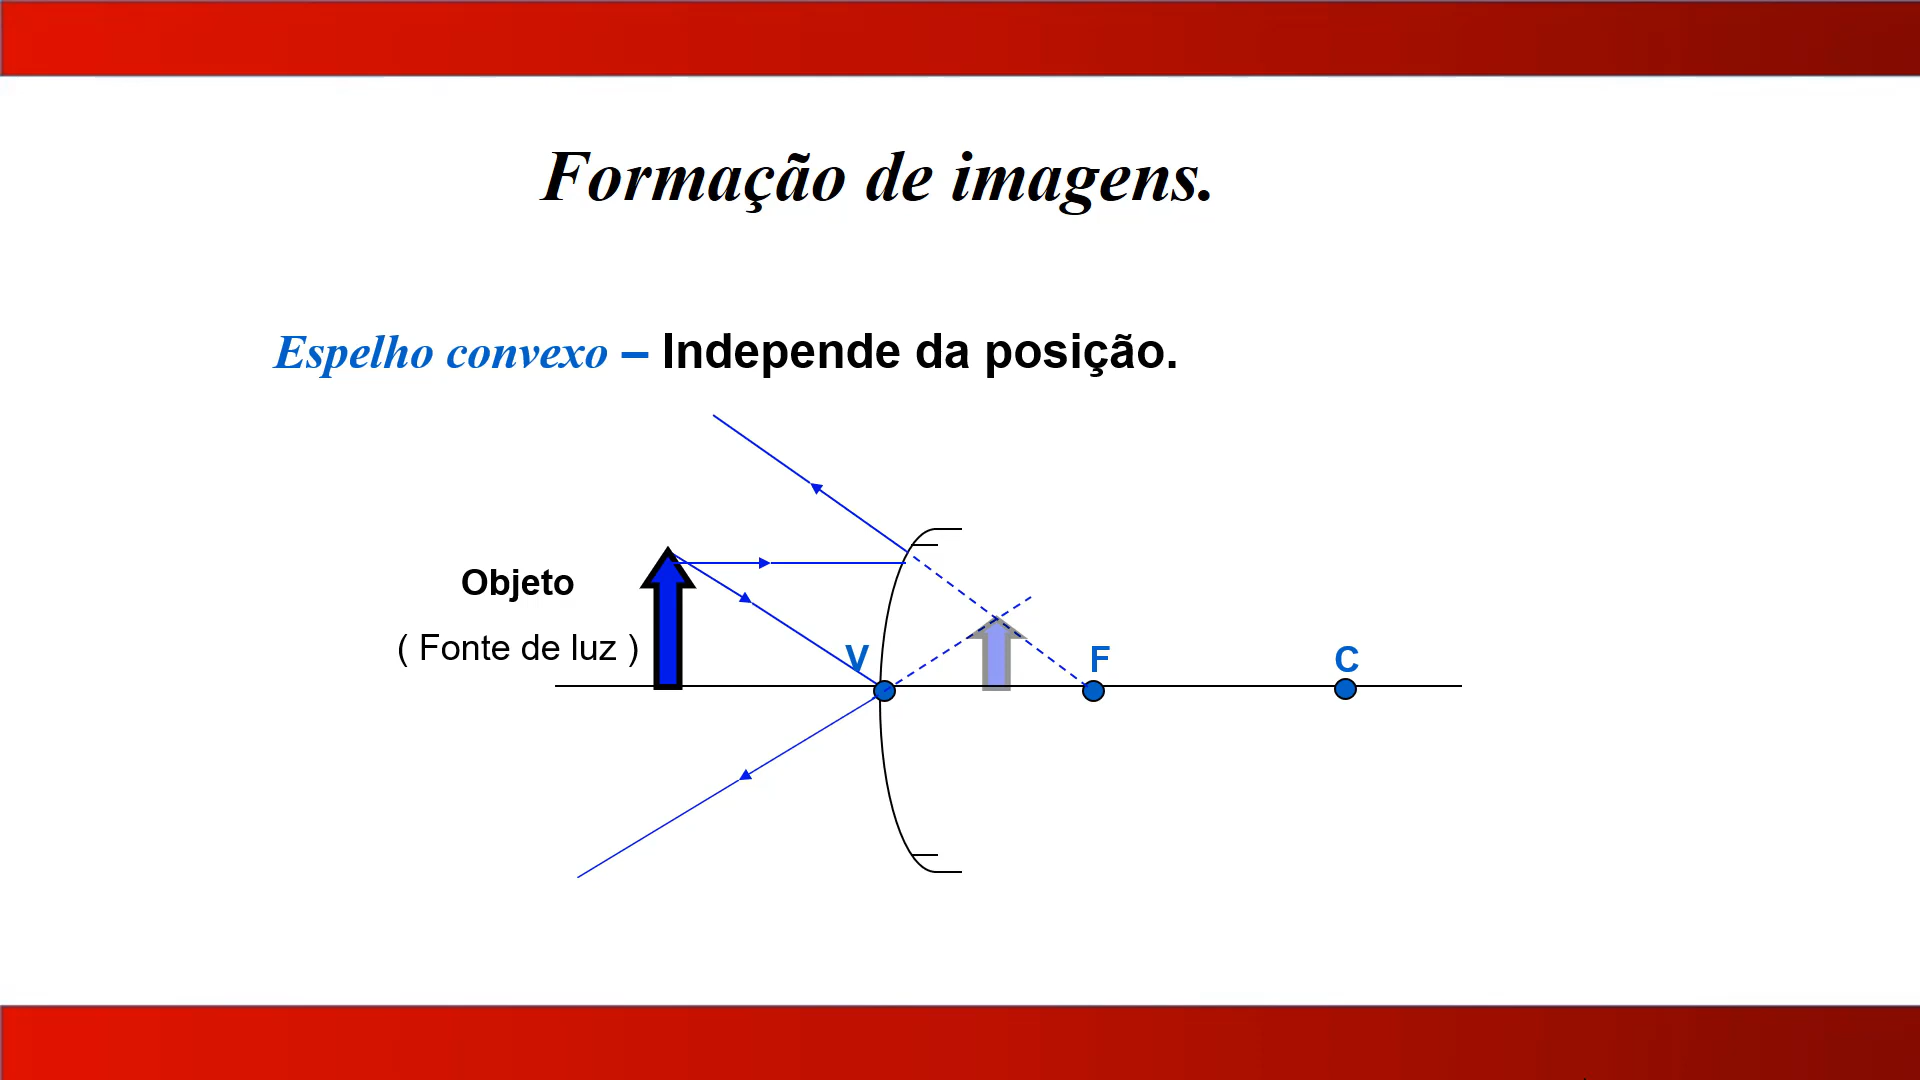 Formação de imagens.
Espelho convexo – Independe da posição.
Objeto
( Fonte de luz )
V
F
C